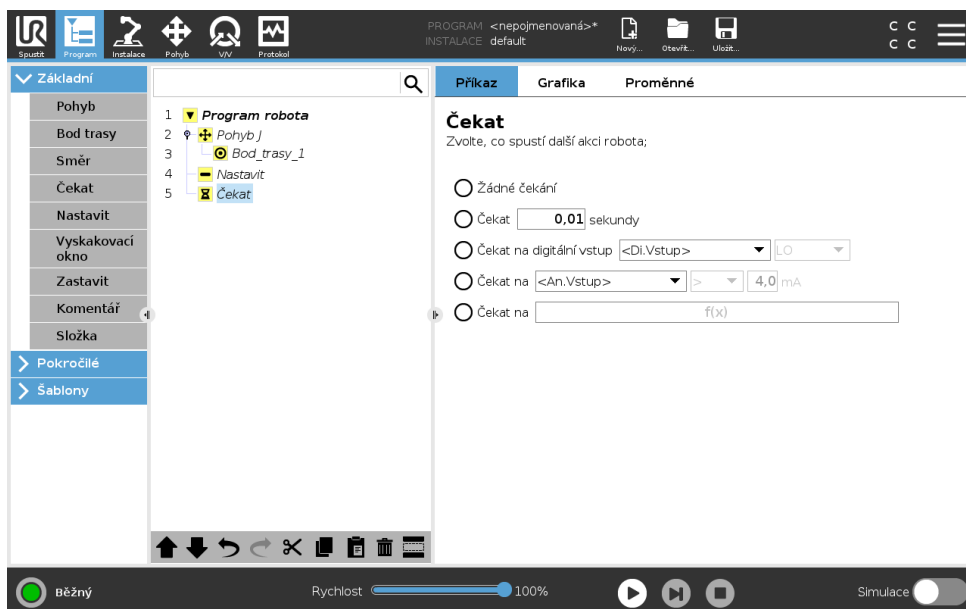 UR
PROGRAM <nepojmenovaná>*
INSTALACE default
C C
C C
Spustit Program Instalace Pohyb V/V Protokol
Nový... Otevřít... Uložit...
Základní
Pohyb
Bod trasy
Směr
Čekat
Nastavit
Vyskakovací
okno
Zastavit
Komentář
Složka
Pokročilé
Šablony
1 Program robota
2 Pohyb J
3 Bod_trasy_1
4 Nastavit
5 Čekat
Příkaz Grafika Proměnné
Čekat
Zvolte, co spustí další akci robota;
Žádné čekání
Čekat 0,01 sekundy
Čekat na digitální vstup <Di.Vstup> LO
Čekat na <An.Vstup> > 4,0 mA
Čekat na f(x)
Běžný
Rychlost 100%
Simulace